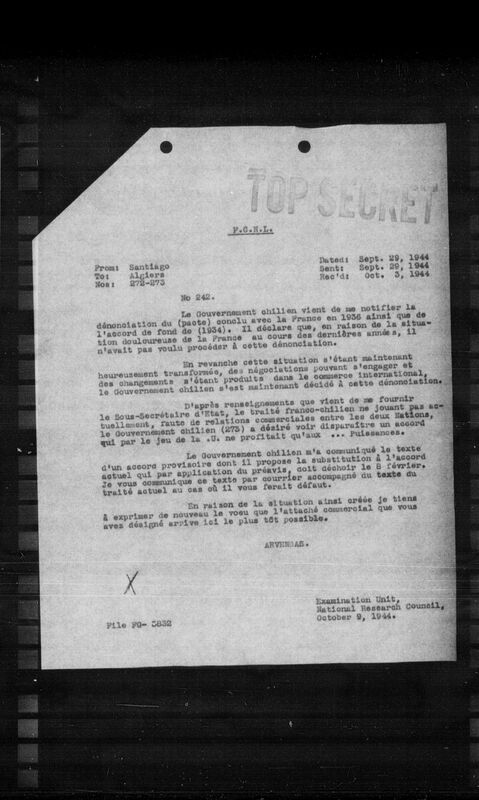 TOP SECRET
F.C.N.L.
From: Santiago
To: Algiers
Nos: 272-273
Dated: Sept. 29, 1944
Sent: Sept. 29, 1944
Rec'd: Oct. 3, 1944
No 242.
Le Gouvernement chilien vient de me notifier la
dénonciation du (pacte) conclu avec la France en 1936 ainsi que de
l'accord de fond de (1934). Il déclare que, en raison de la situa-
tion douloureuse de la France au cours des dernières années, il
n'avait pas voulu procéder à cette dénonciation.
En revanche cette situation s'étant maintenant
heureusement transformée, des négociations pouvant s'engager et
des changements s'étant produits dans le commerce international,
le Gouvernement chilien s'est maintenant décidé à cette dénonciation.
D'après renseignements que vient de me fournir
le Sous-Secrétaire d'Etat, le traité franco-chilien ne jouant pas ac-
tuellement, faute de relations commerciales entre les deux Nations,
le Gouvernement chilien (273) a désiré voir disparaître un accord
qui par le jeu de la .U. ne profitait qu'aux ... Puissances.
Le Gouvernement chilien m'a communiqué le texte
d'un accord provisoire dont il propose la substitution à l'accord
actuel qui par application du préavis, doit déchoir le 8 février.
Je vous communique ce texte par courrier accompagné du texte du
traité actuel au cas où il vous ferait défaut.
En raison de la situation ainsi créée je tiens
à exprimer de nouveau le voeu que l'attaché commercial que vous
avez désigné arrive ici le plus tôt possible.
ARVENGAS.
X
File FG- 3832
Examination Unit,
National Research Council,
October 9, 1944.